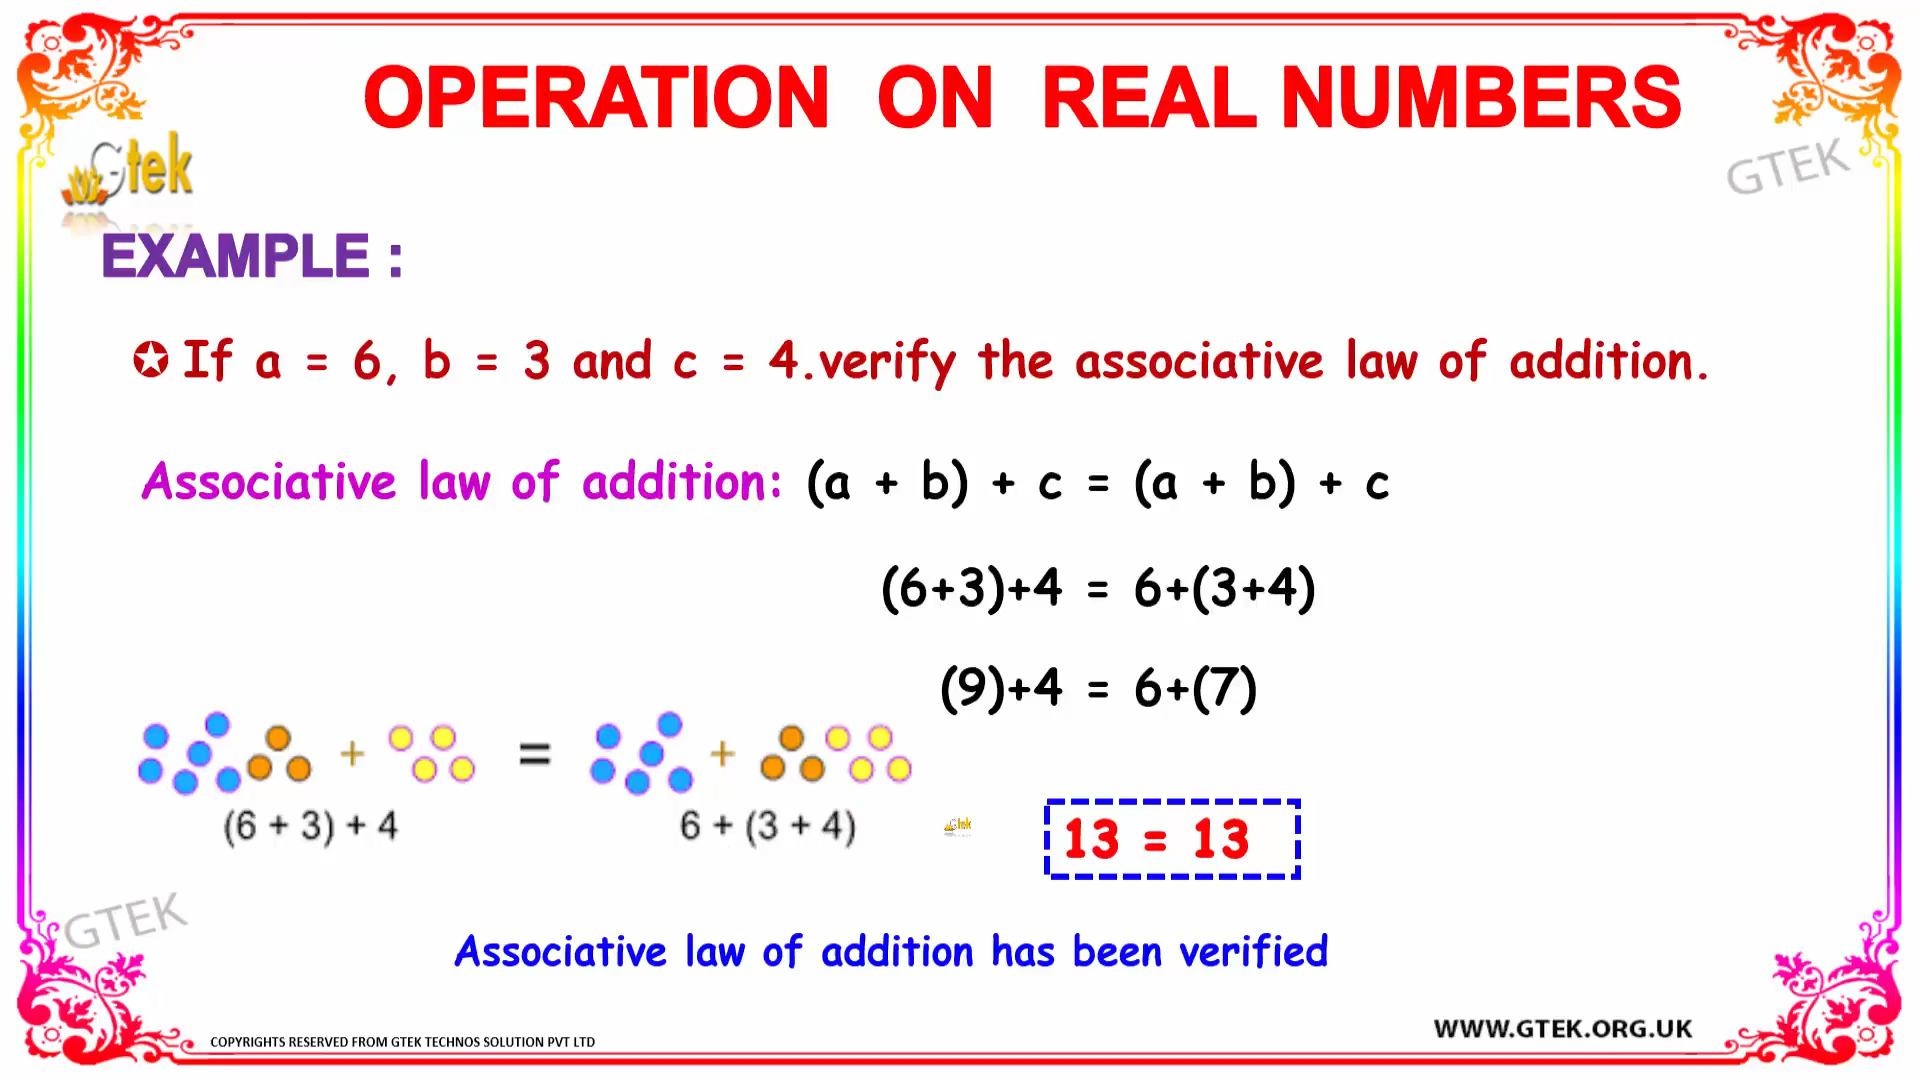 OPERATION ON REAL NUMBERS
Gtek
GTEK
EXAMPLE :
✪ If a = 6, b = 3 and c = 4.verify the associative law of addition.
Associative law of addition: (a + b) + c = (a + b) + c
(6+3)+4 = 6+(3+4)
(9)+4 = 6+(7)
+ = +
(6 + 3) + 4 6 + (3 + 4)
Gtek
13 = 13
GTEK
Associative law of addition has been verified
WWW.GTEK.ORG.UK
COPYRIGHTS RESERVED FROM GTEK TECHNOS SOLUTION PVT LTD